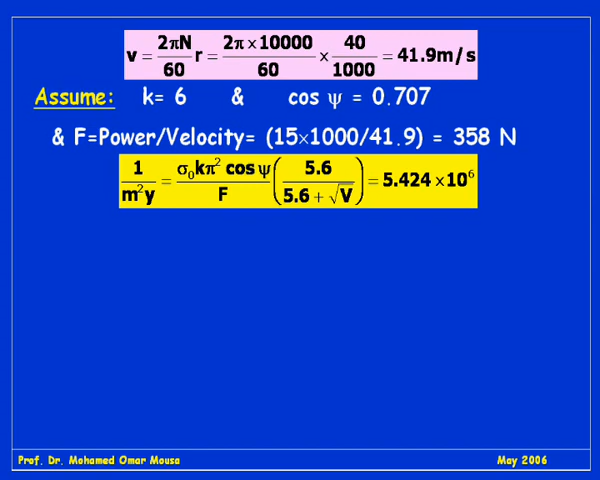 v = 2πN/60 r = 2π×10000/60 × 40/1000 = 41.9m/s
Assume: k= 6 & cos ψ = 0.707
& F=Power/Velocity= (15×1000/41.9) = 358 N
1/m²y = σ₀kπ² cos ψ/F (5.6/5.6 + √V) = 5.424 ×10⁶
Prof. Dr. Mohamed Omar Mousa May 2006